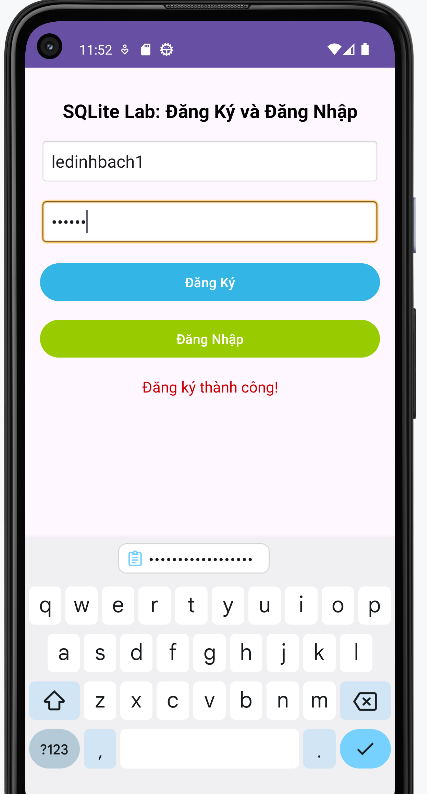 11:52
SQLite Lab: Đăng Ký và Đăng Nhập
ledinhbach1
••••••
Đăng Ký
Đăng Nhập
Đăng ký thành công!
••••••••••••••••••
q w e r t y u i o p
a s d f g h j k l
z x c v b n m
?123 , .